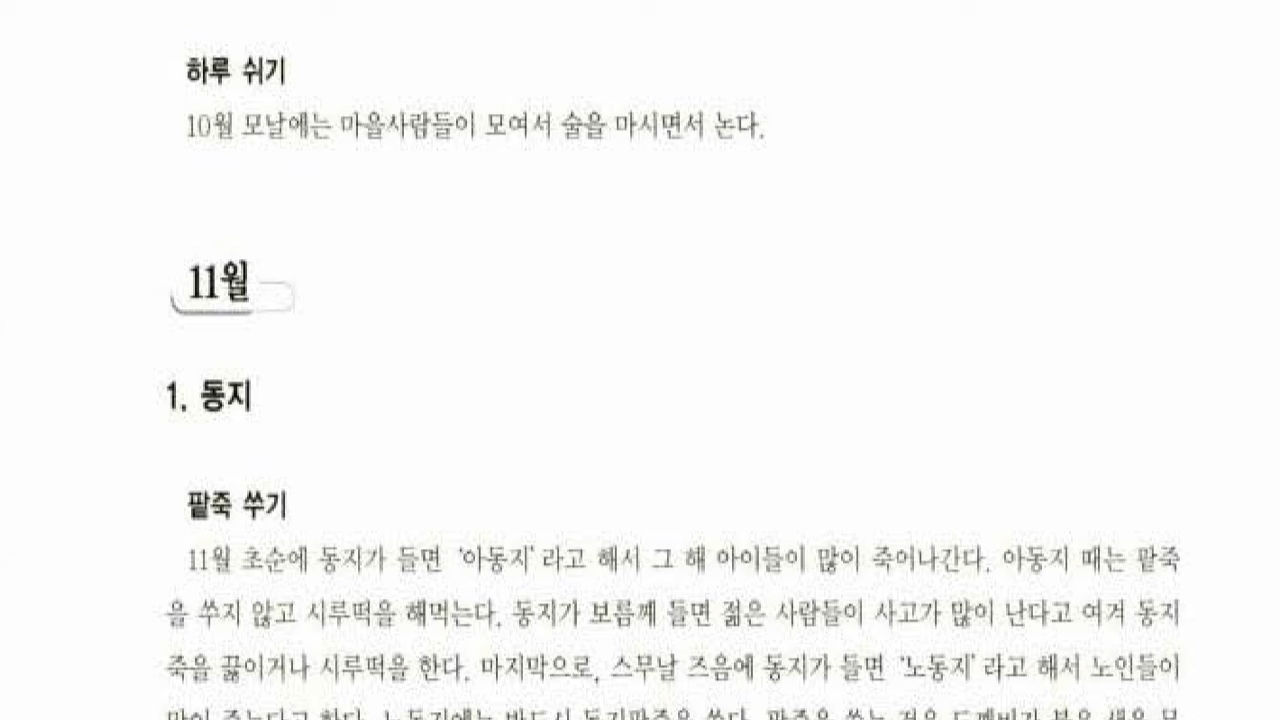 하루 쉬기
10월 모날에는 마을사람들이 모여서 술을 마시면서 논다.
11월
1. 동지
팥죽 쑤기
11월 초순에 동지가 들면 '아동지'라고 해서 그 해 아이들이 많이 죽어나간다. 아동지 때는 팥죽
을 쑤지 않고 시루떡을 해먹는다. 동지가 보름께 들면 젊은 사람들이 사고가 많이 난다고 여겨 동지
죽을 끓이거나 시루떡을 한다. 마지막으로, 스무날 즈음에 동지가 들면 '노동지'라고 해서 노인들이